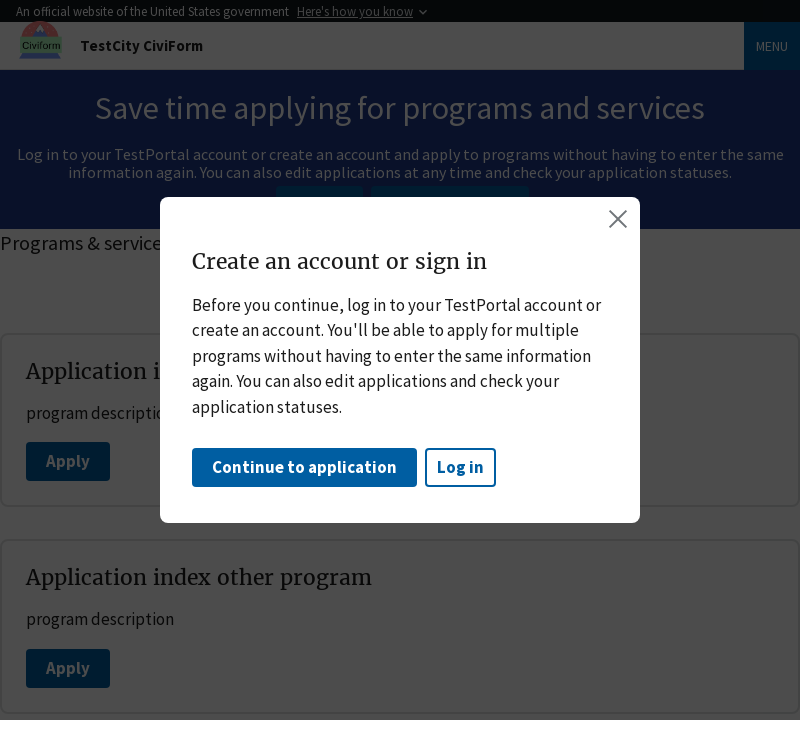 An official website of the United States government Here's how you know
Civiform
TestCity CiviForm
MENU
Save time applying for programs and services
Log in to your TestPortal account or create an account and apply to programs without having to enter the same
information again. You can also edit applications at any time and check your application statuses.
Programs &
Create an account or sign in
Before you continue, log in to your TestPortal account or
create an account. You'll be able to apply for multiple
programs without having to enter the same information
again. You can also edit applications and check your
application statuses.
Continue to application Log in
Application
program
Apply
Application index other program
program description
Apply